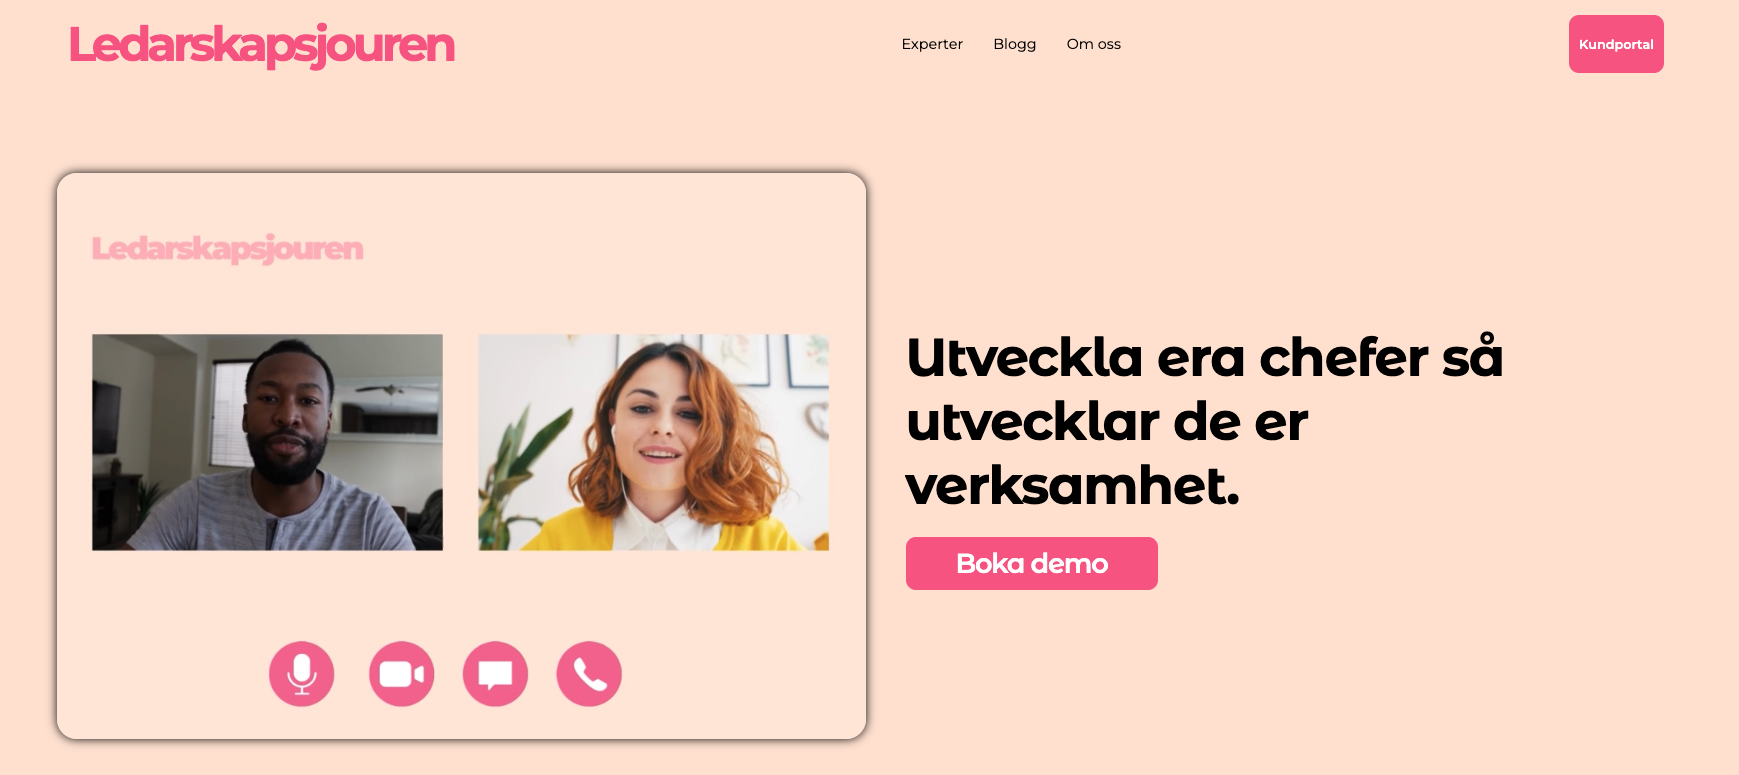 Ledarskapsjouren
Experter
Blogg
Om oss
Kundportal
Ledarskapsjouren
Utveckla era chefer så
utvecklar de er
verksamhet.
Boka demo